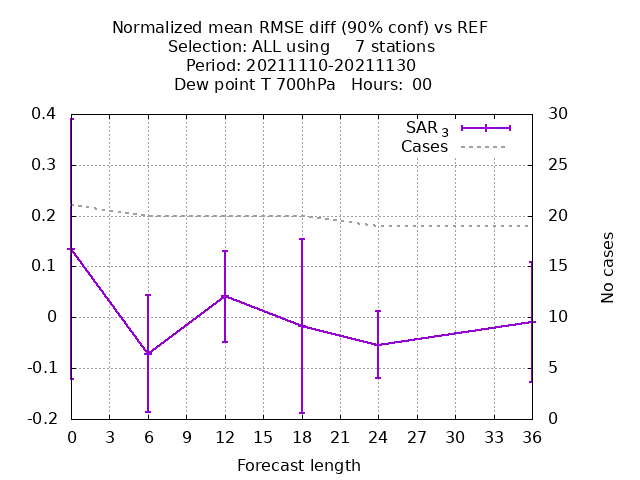 Normalized mean RMSE diff (90% conf) vs REF
Selection: ALL using     7 stations
Period: 20211110-20211130
Dew point T 700hPa   Hours:  00
0.4
0.3
0.2
0.1
0
-0.1
-0.2
30
25
20
15
10
5
0
SAR 3
Cases
No cases
0 3 6 9 12 15 18 21 24 27 30 33 36
Forecast length